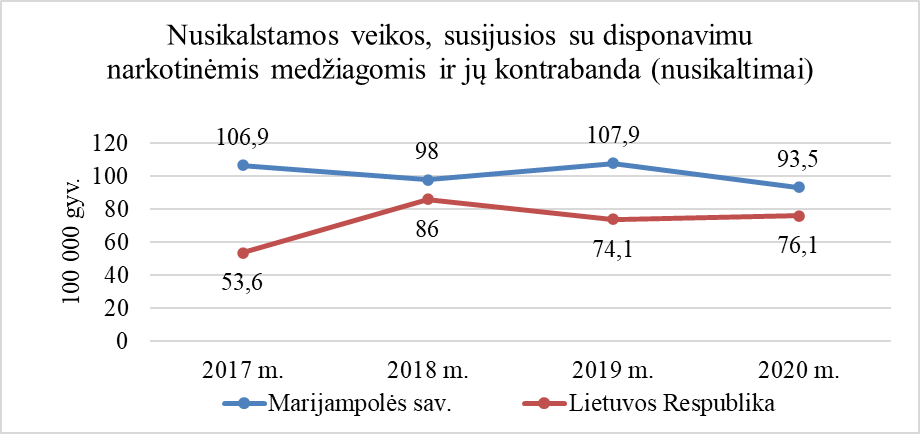 Nusikalstamos veikos, susijusios su disponavimu
narkotinėmis medžiagomis ir jų kontrabanda (nusikaltimai)
100 000 gyv.
120
100
80
60
40
20
0
106,9
98
107,9
93,5
53,6
86
74,1
76,1
2017 m.
2018 m.
2019 m.
2020 m.
Marijampolės sav.
Lietuvos Respublika